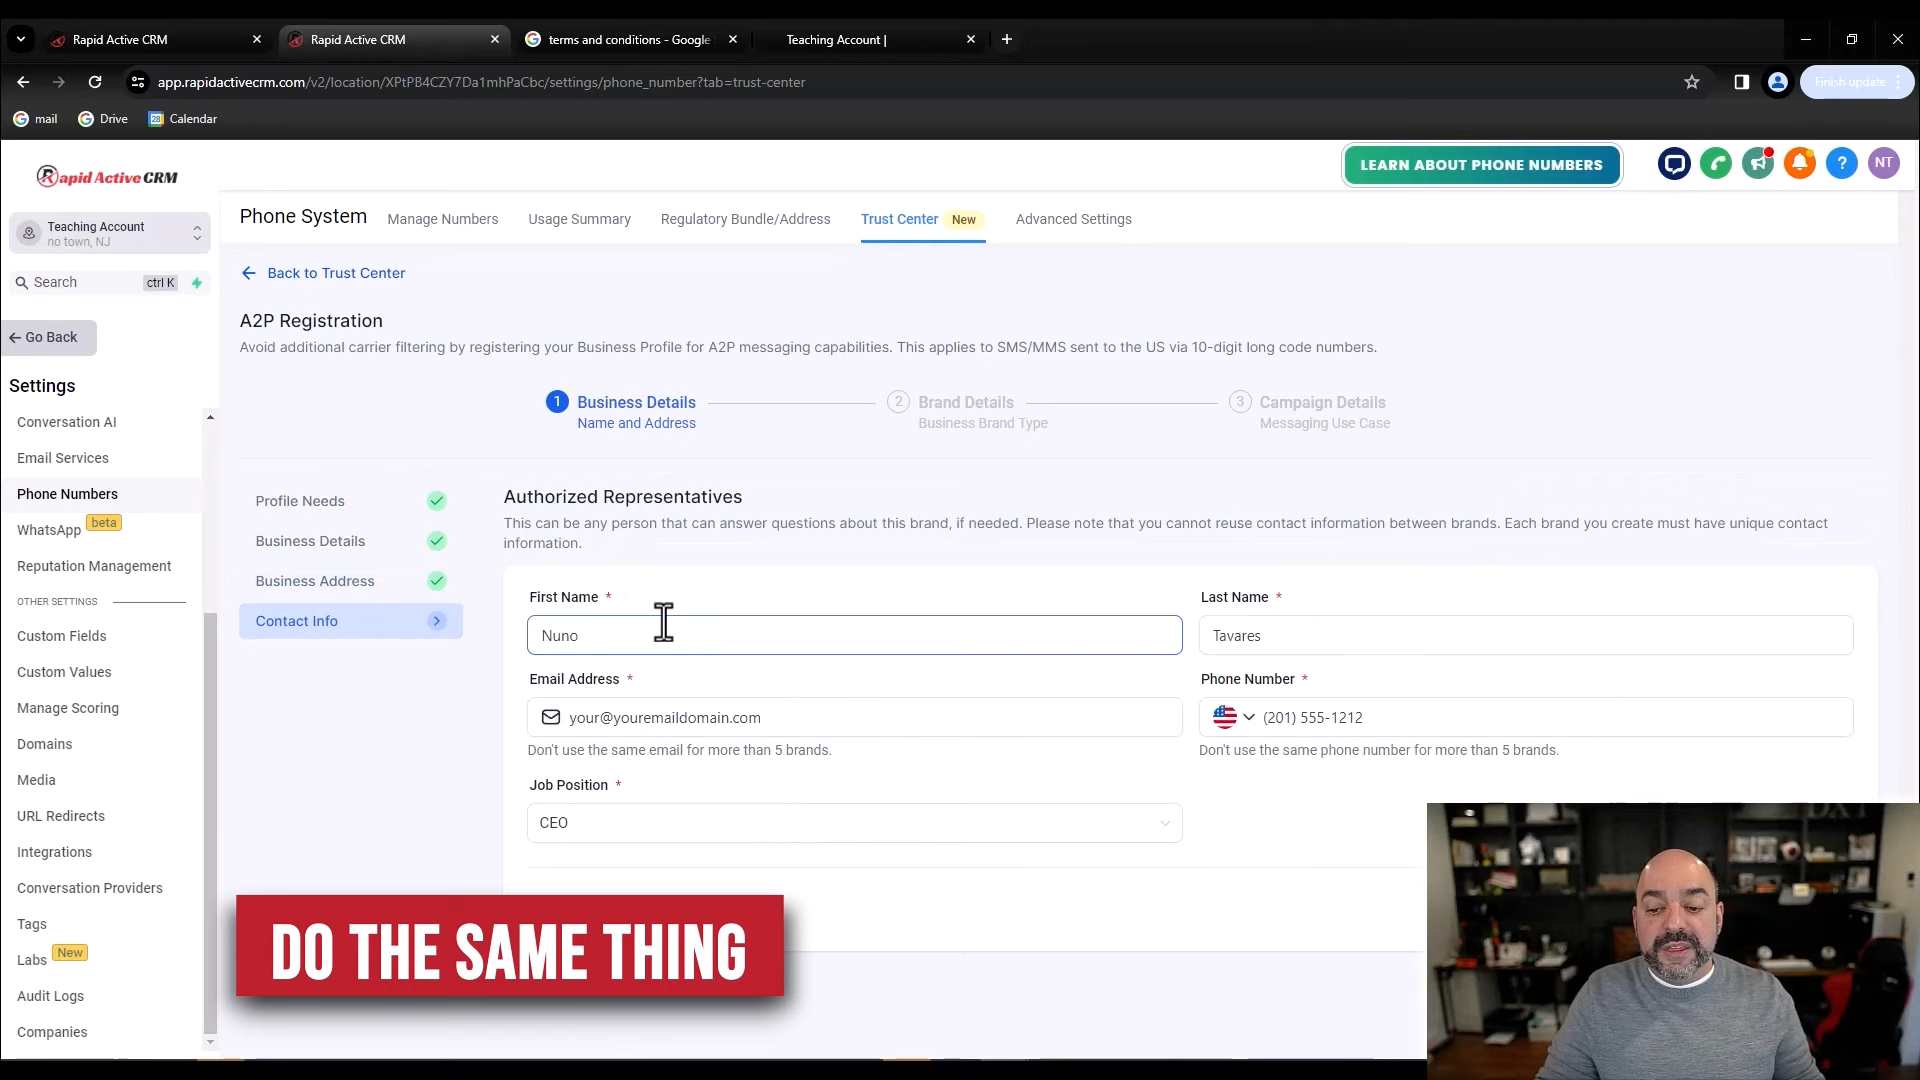 Rapid Active CRM
Rapid Active CRM
terms and conditions - Google
Teaching Account |
app.rapidactivecrm.com/v2/location/XPtPB4CZY7Da1mhPaCbc/settings/phone_number?tab=trust-center
Finish update
mail
Drive
28
Calendar
Rapid Active CRM
LEARN ABOUT PHONE NUMBERS
?
NT
Teaching Account
no town, NJ
Phone System
Manage Numbers
Usage Summary
Regulatory Bundle/Address
Trust Center New
Advanced Settings
Search
ctrl K
Back to Trust Center
Go Back
A2P Registration
Avoid additional carrier filtering by registering your Business Profile for A2P messaging capabilities. This applies to SMS/MMS sent to the US via 10-digit long code numbers.
Settings
1 Business Details
Name and Address
2 Brand Details
Business Brand Type
3 Campaign Details
Messaging Use Case
Conversation AI
Email Services
Phone Numbers
WhatsApp beta
Reputation Management
OTHER SETTINGS
Custom Fields
Custom Values
Manage Scoring
Domains
Media
URL Redirects
Integrations
Conversation Providers
Tags
Labs New
Audit Logs
Companies
Profile Needs
Business Details
Business Address
Contact Info
Authorized Representatives
This can be any person that can answer questions about this brand, if needed. Please note that you cannot reuse contact information between brands. Each brand you create must have unique contact
information.
First Name *
Nuno
Last Name *
Tavares
Email Address *
your@youremaildomain.com
Don't use the same email for more than 5 brands.
Phone Number *
(201) 555-1212
Don't use the same phone number for more than 5 brands.
Job Position *
CEO
DO THE SAME THING